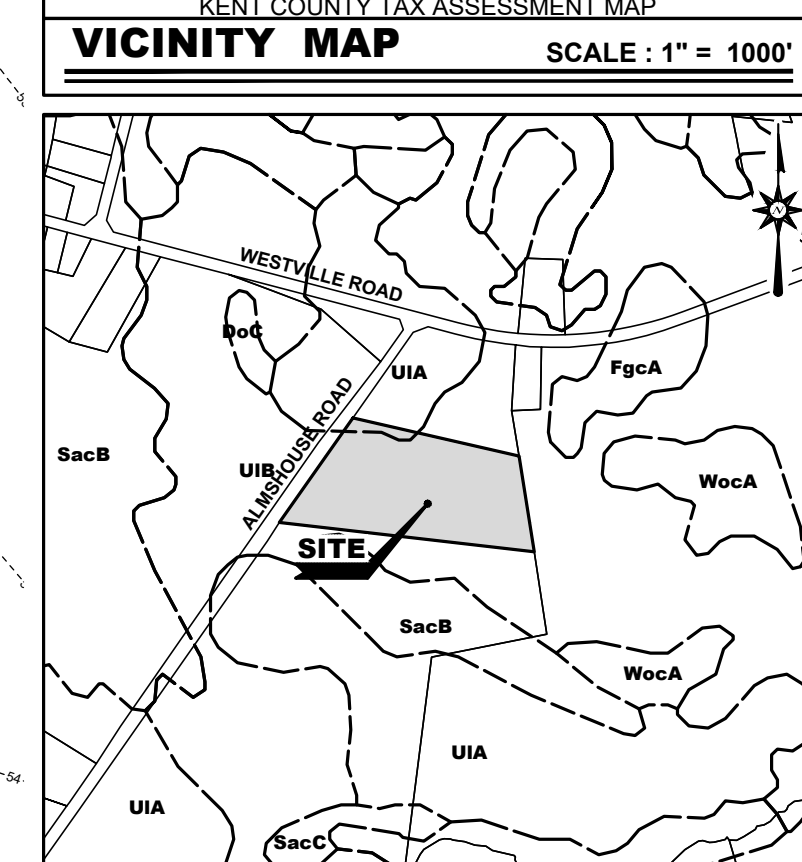 KENT COUNTY TAX ASSESSMENT MAP
VICINITY MAP
SCALE : 1" = 1000'
N
WESTVILLE ROAD
DoC
UIA
FgcA
ALMSHOUSE ROAD
SacB
UIB
WocA
SITE
SacB
WocA
UIA
54
UIA
SacC